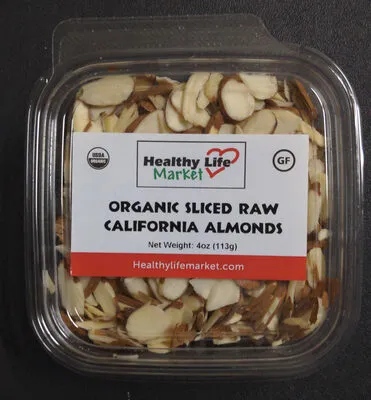 USDA
ORGANIC
Healthy Life
Market
GF
ORGANIC SLICED RAW
CALIFORNIA ALMONDS
Net Weight: 4oz (113g)
Healthylifemarket.com